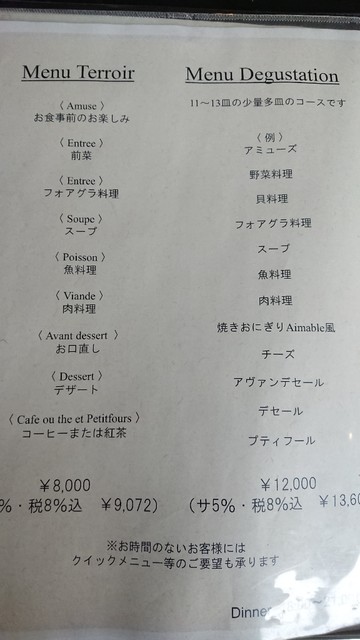 Menu Terroir
〈 Amuse 〉
お食事前のお楽しみ
〈 Entree 〉
前菜
〈 Entree 〉
フォアグラ料理
〈 Soupe 〉
スープ
〈 Poisson 〉
魚料理
〈 Viande 〉
肉料理
〈 Avant dessert 〉
お口直し
〈 Dessert 〉
デザート
〈 Cafe ou the et Petitfours 〉
コーヒーまたは紅茶
￥8,000
%・税8%込 ￥9,072)
Menu Degustation
11〜13皿の少量多皿のコースです
〈 例 〉
アミューズ
野菜料理
貝料理
フォアグラ料理
スープ
魚料理
肉料理
焼きおにぎりAimable風
チーズ
アヴァンデセール
デセール
プティフール
￥12,000
(サ5%・税8%込 ￥13,60
※お時間のないお客様には
クイックメニュー等のご要望も承ります